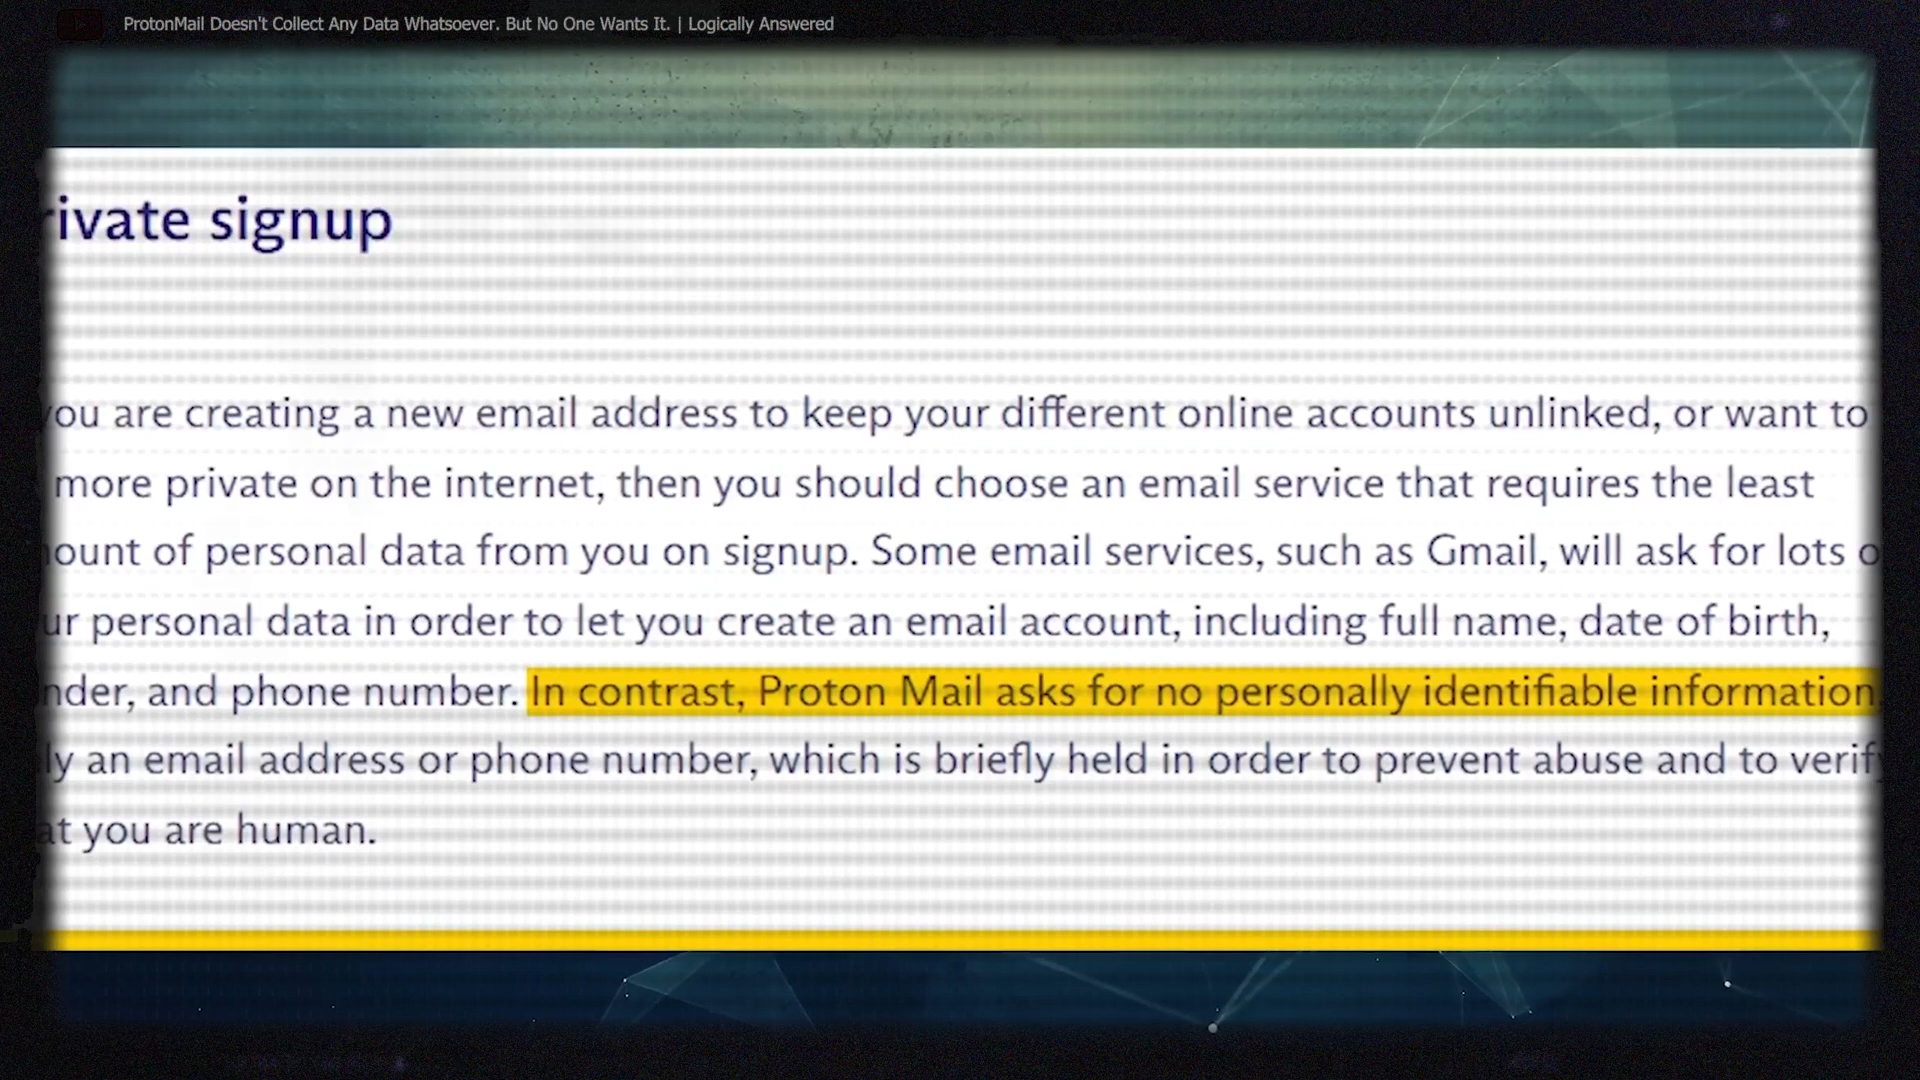 ProtonMail Doesn't Collect Any Data Whatsoever. But No One Wants It. | Logically Answered
rivate signup
you are creating a new email address to keep your different online accounts unlinked, or want to
more private on the internet, then you should choose an email service that requires the least
ount of personal data from you on signup. Some email services, such as Gmail, will ask for lots o
ur personal data in order to let you create an email account, including full name, date of birth,
nder, and phone number. In contrast, Proton Mail asks for no personally identifiable information,
ly an email address or phone number, which is briefly held in order to prevent abuse and to verify
at you are human.